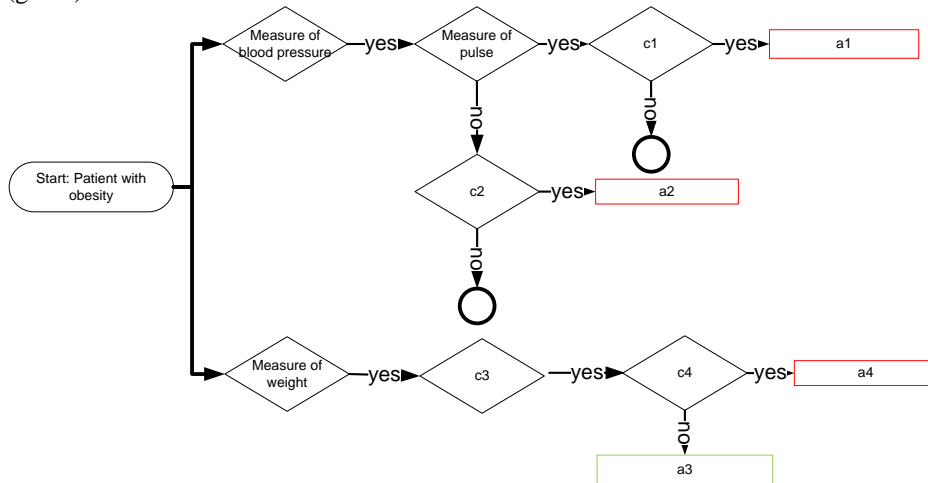 Measure of
blood pressure
yes
Measure of
pulse
yes
c1
yes
a1
no
no
Start: Patient with
obesity
c2
yes
a2
no
Measure of
weight
yes
c3
yes
c4
yes
a4
no
a3